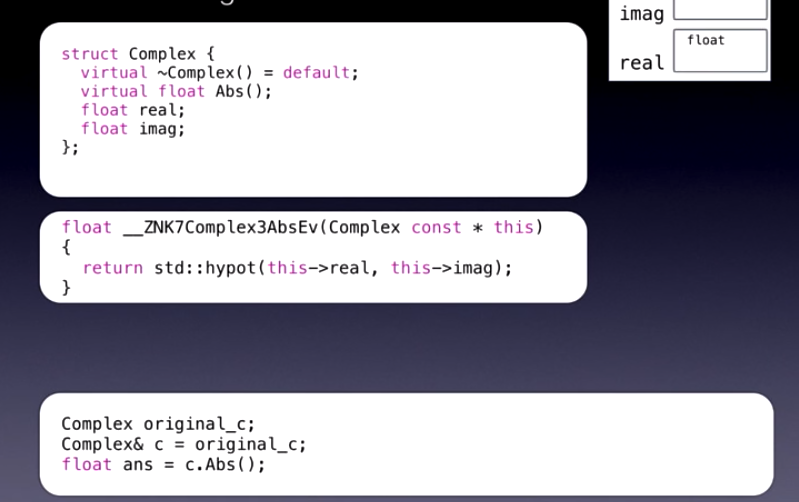 imag
float
real
struct Complex {
  virtual ~Complex() = default;
  virtual float Abs();
  float real;
  float imag;
};
float __ZNK7Complex3AbsEv(Complex const * this)
{
  return std::hypot(this->real, this->imag);
}
Complex original_c;
Complex& c = original_c;
float ans = c.Abs();